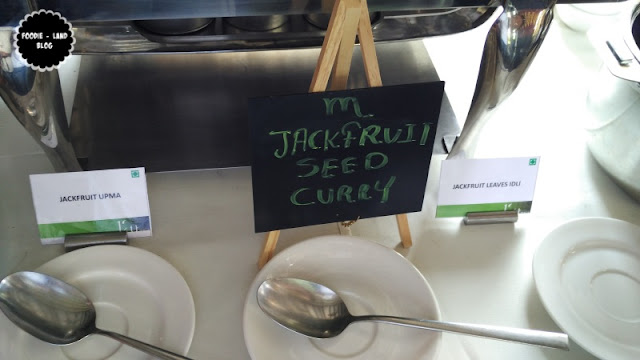 FOODIE - LAND
BLOG
JACKFRUIT UPMA
m
JACKFRUIT
SEED
CURRY
JACKFRUIT LEAVES IDLI